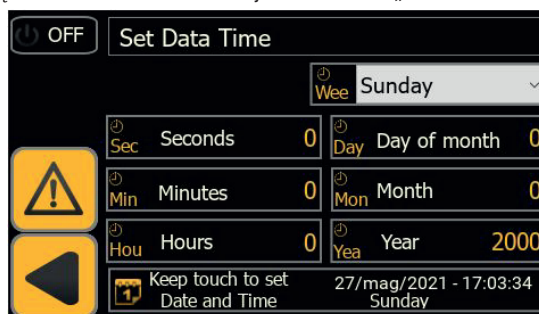 OFF Set Data Time
Wee Sunday
Sec Seconds 0 Day Day of month 0
Min Minutes 0 Mon Month 0
Hou Hours 0 Yea Year 2000
Keep touch to set 27/mag/2021 - 17:03:34
Date and Time Sunday